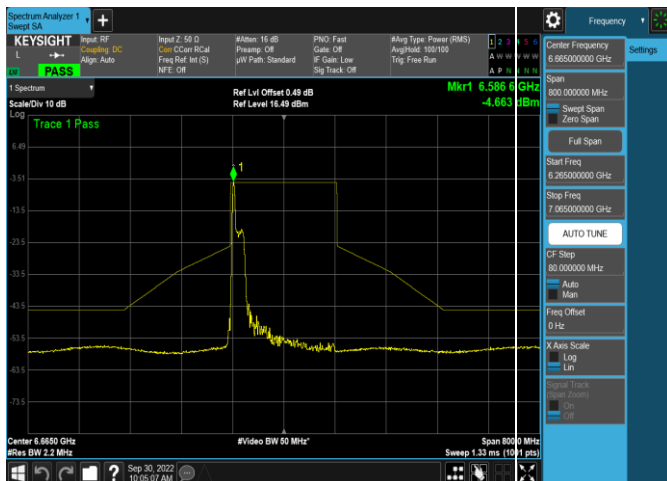 Spectrum Analyzer 1
Swept SA
Frequency
KEYSIGHT
L
PASS
Input: RF
Coupling: DC
Align: Auto
Input Z: 50 Ω
Corr CCorr RCal
Freq Ref: Int (S)
NFE: Off
#Atten: 16 dB
Preamp: Off
µW Path: Standard
PNO: Fast
Gate: Off
IF Gain: Low
Sig Track: Off
#Avg Type: Power (RMS)
Avg|Hold: 100/100
Trig: Free Run
1 2 3 4 5 6
A W W W W W
A P N N N N
1 Spectrum
Scale/Div 10 dB
Log
Ref Lvl Offset 0.49 dB
Ref Level 16.49 dBm
Mkr1 6.586 6 GHz
-4.663 dBm
Trace 1 Pass
1
6.49
-3.51
-13.5
-23.5
-33.5
-43.5
-53.5
-63.5
-73.5
Center 6.6650 GHz
#Res BW 2.2 MHz
#Video BW 50 MHz*
Span 800.0 MHz
Sweep 1.33 ms (1001 pts)
Sep 30, 2022
10:05:07 AM
Center Frequency
6.665000000 GHz
Settings
Span
800.000000 MHz
Swept Span
Zero Span
Full Span
Start Freq
6.265000000 GHz
Stop Freq
7.065000000 GHz
AUTO TUNE
CF Step
80.000000 MHz
Auto
Man
Freq Offset
0 Hz
X Axis Scale
Log
Lin
Signal Track
(Span Zoom)
On
Off